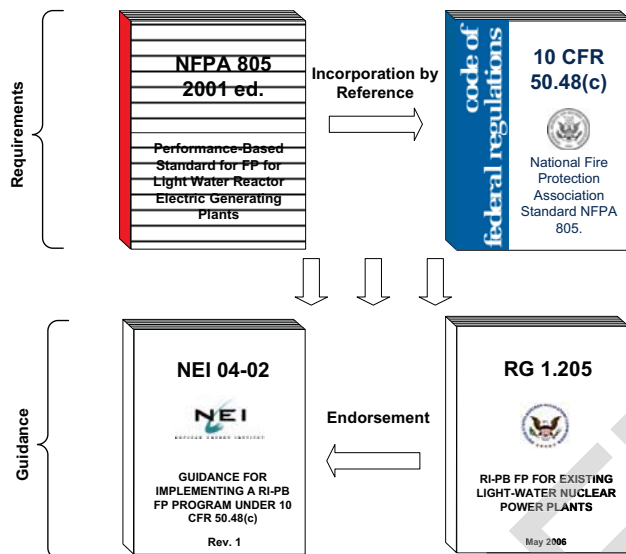 Requirements
NFPA 805
2001 ed.
Performance-Based
Standard for FP for
Light Water Reactor
Electric Generating
Plants
Incorporation by
Reference
code of
federal regulations
10 CFR
50.48(c)
National Fire
Protection
Association
Standard NFPA
805.
Guidance
NEI 04-02
NEI
NUCLEAR ENERGY INSTITUTE
GUIDANCE FOR
IMPLEMENTING A RI-PB
FP PROGRAM UNDER 10
CFR 50.48(c)
Rev. 1
Endorsement
RG 1.205
RI-PB FP FOR EXISTING
LIGHT-WATER NUCLEAR
POWER PLANTS
May 2006